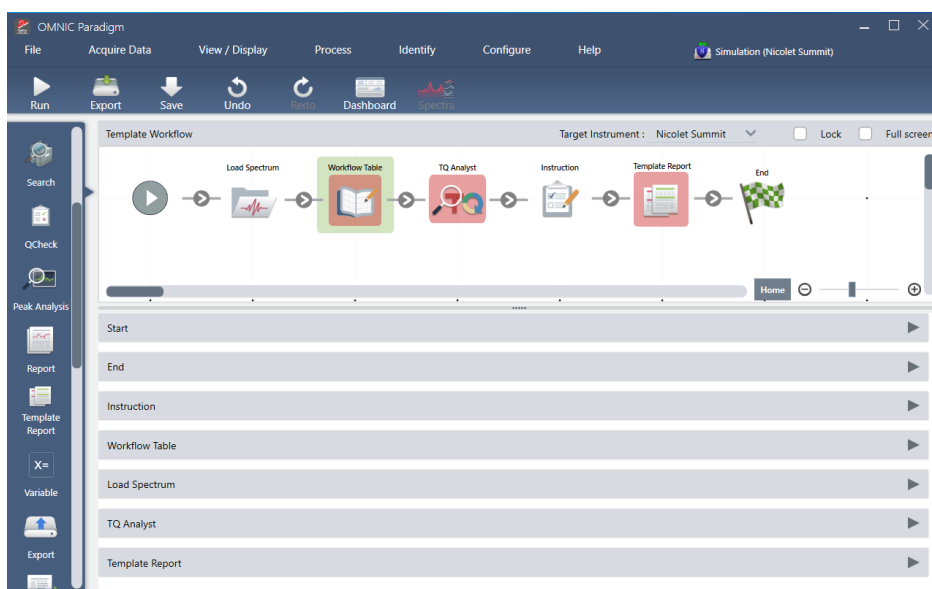 OMNIC Paradigm
File Acquire Data View / Display Process Identify Configure Help Simulation (Nicolet Summit)
Run Export Save Undo Redo Dashboard Spectra
Template Workflow Target Instrument : Nicolet Summit Lock Full screen
Search
QCheck
Peak Analysis
Report
Template
Report
X=
Variable
Export
Load Spectrum Workflow Table TQ Analyst Instruction Template Report End
Home
Start
End
Instruction
Workflow Table
Load Spectrum
TQ Analyst
Template Report